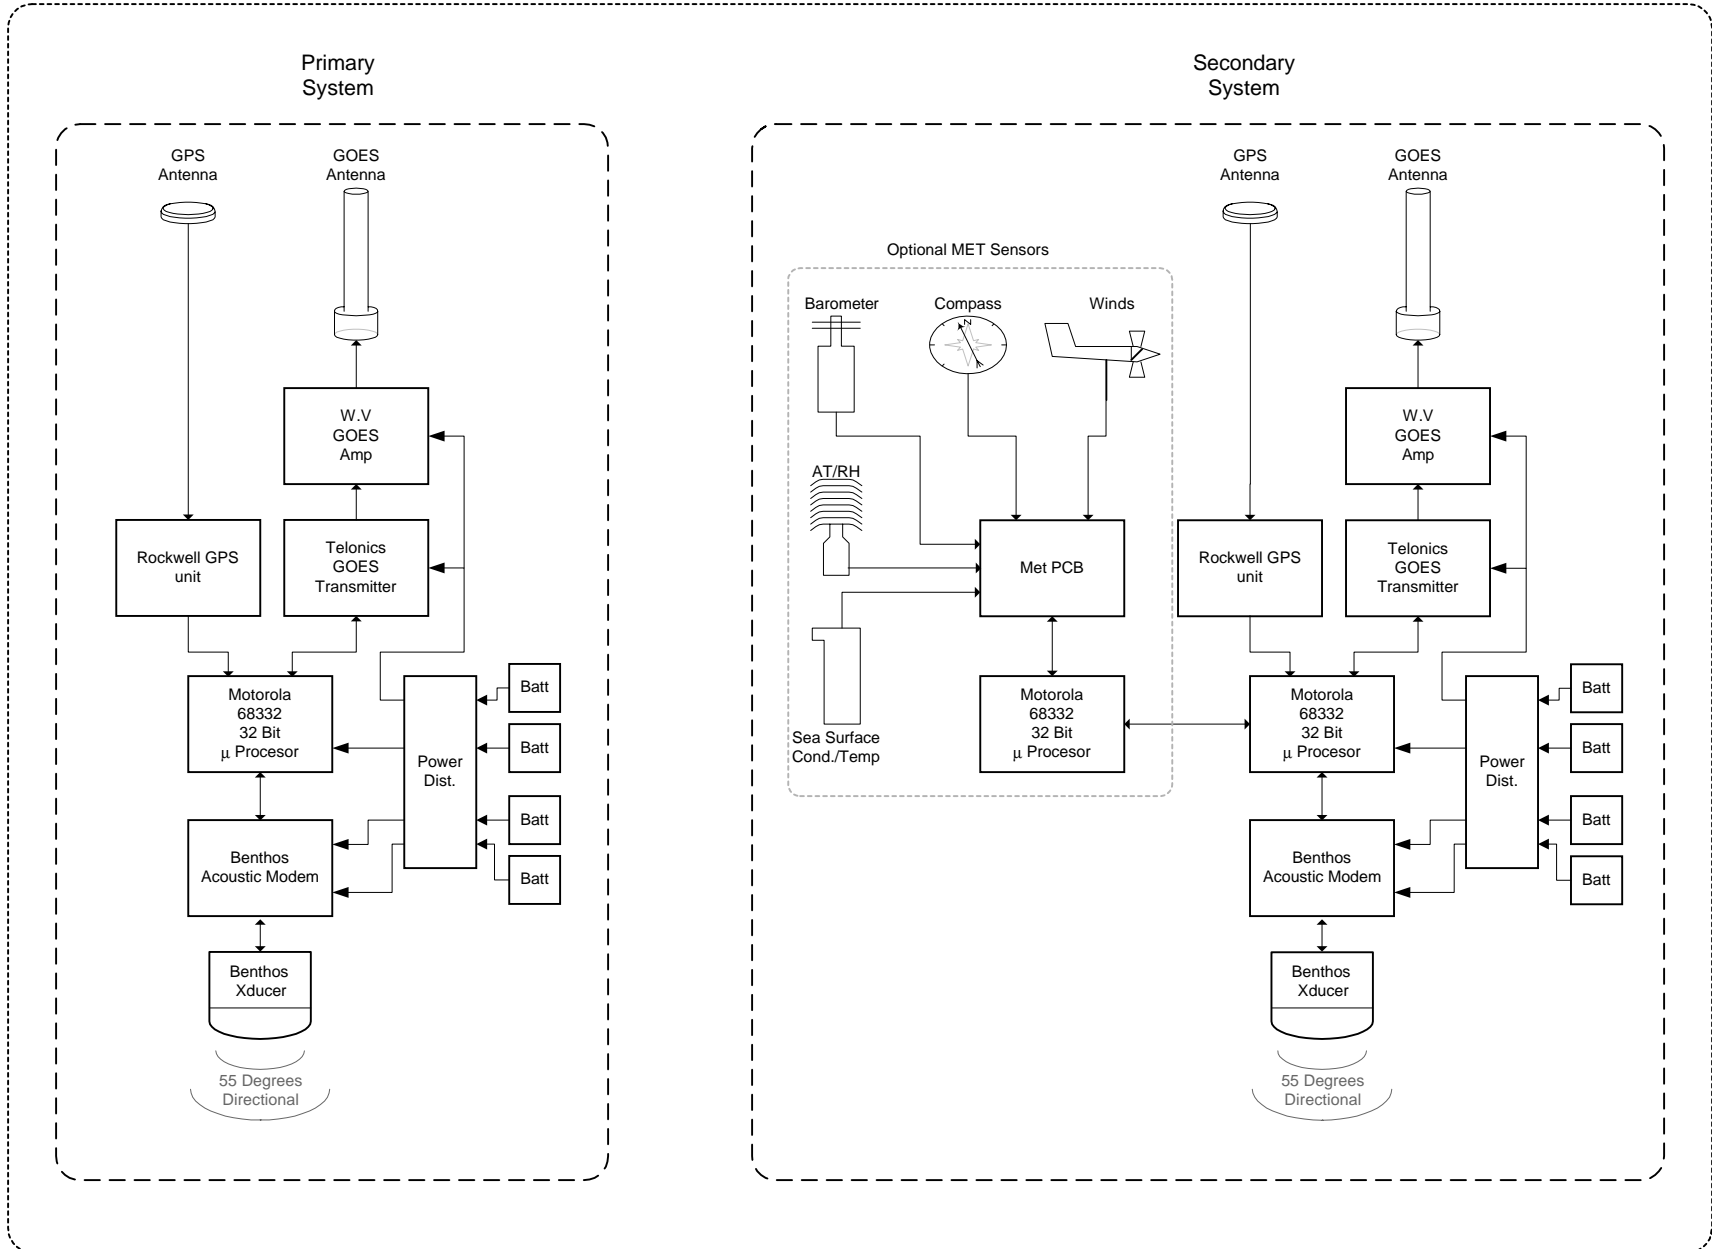 Primary
System
Secondary
System
GPS
Antenna
GOES
Antenna
W.V
GOES
Amp
Rockwell GPS
unit
Telonics
GOES
Transmitter
Motorola
68332
32 Bit
μ Procesor
Power
Dist.
Batt
Batt
Batt
Batt
Benthos
Acoustic Modem
Benthos
Xducer
55 Degrees
Directional
GPS
Antenna
GOES
Antenna
Optional MET Sensors
Barometer
Compass
Winds
N
AT/RH
Sea Surface
Cond./Temp
Met PCB
Motorola
68332
32 Bit
μ Procesor
W.V
GOES
Amp
Rockwell GPS
unit
Telonics
GOES
Transmitter
Motorola
68332
32 Bit
μ Procesor
Power
Dist.
Batt
Batt
Batt
Batt
Benthos
Acoustic Modem
Benthos
Xducer
55 Degrees
Directional